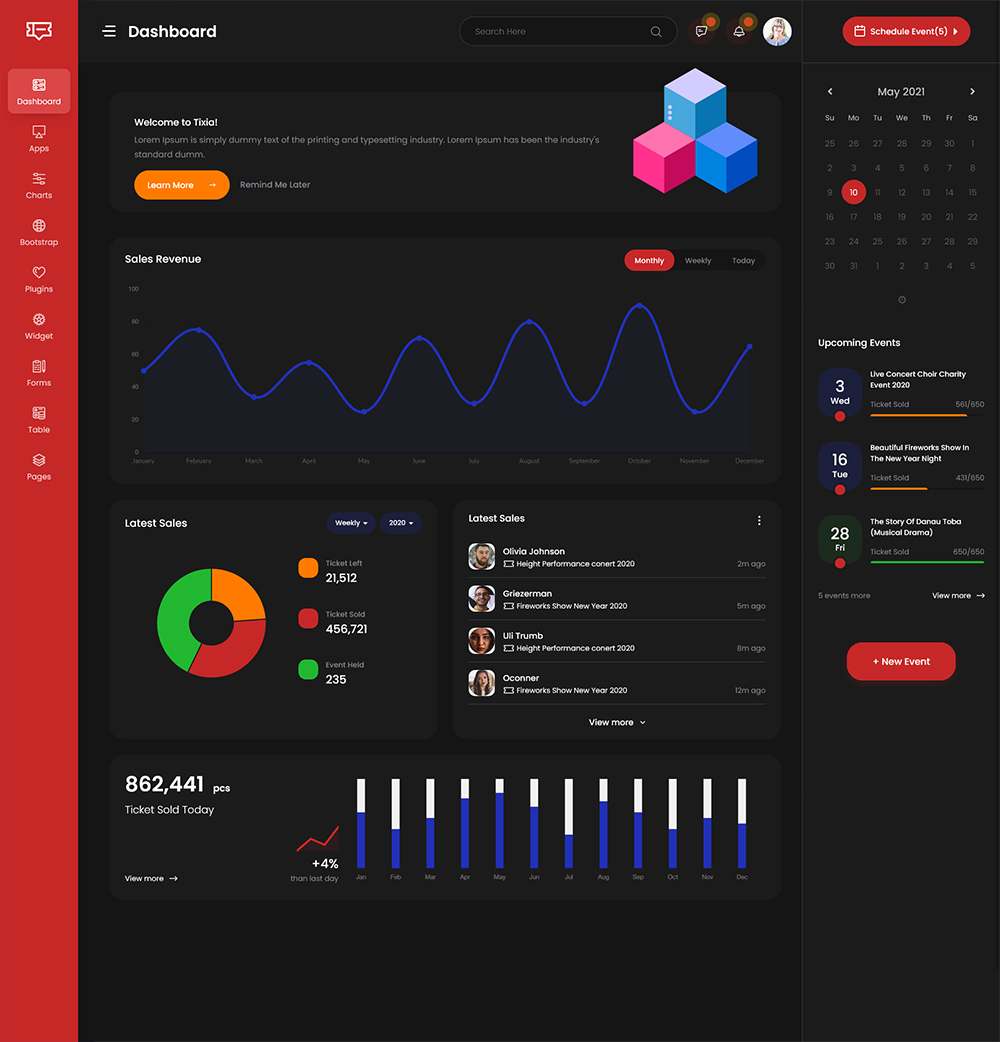 Dashboard
Search Here
Schedule Event(5)
Dashboard
Apps
Charts
Bootstrap
Plugins
Widget
Forms
Table
Pages
Welcome to Tixia!
Lorem Ipsum is simply dummy text of the printing and typesetting industry. Lorem Ipsum has been the industry's
standard dumm.
Learn More →
Remind Me Later
Sales Revenue
Monthly Weekly Today
100
80
60
40
20
0
January February March April May June July August September October November December
Latest Sales
Weekly 2020
Ticket Left
21,512
Ticket Sold
456,721
Event Held
235
Latest Sales
Olivia Johnson
Height Performance conert 2020 2m ago
Griezerman
Fireworks Show New Year 2020 5m ago
Uli Trumb
Height Performance conert 2020 8m ago
Oconner
Fireworks Show New Year 2020 12m ago
View more
862,441 pcs
Ticket Sold Today
View more →
+4%
than last day
Jan Feb Mar Apr May Jun Jul Aug Sep Oct Nov Dec
May 2021
Su Mo Tu We Th Fr Sa
25 26 27 28 29 30 1
2 3 4 5 6 7 8
9 10 11 12 13 14 15
16 17 18 19 20 21 22
23 24 25 26 27 28 29
30 31 1 2 3 4 5
Upcoming Events
3
Wed
Live Concert Choir Charity
Event 2020
Ticket Sold 561/650
16
Tue
Beautiful Fireworks Show In
The New Year Night
Ticket Sold 431/650
28
Fri
The Story Of Danau Toba
(Musical Drama)
Ticket Sold 650/650
5 events more View more →
+ New Event